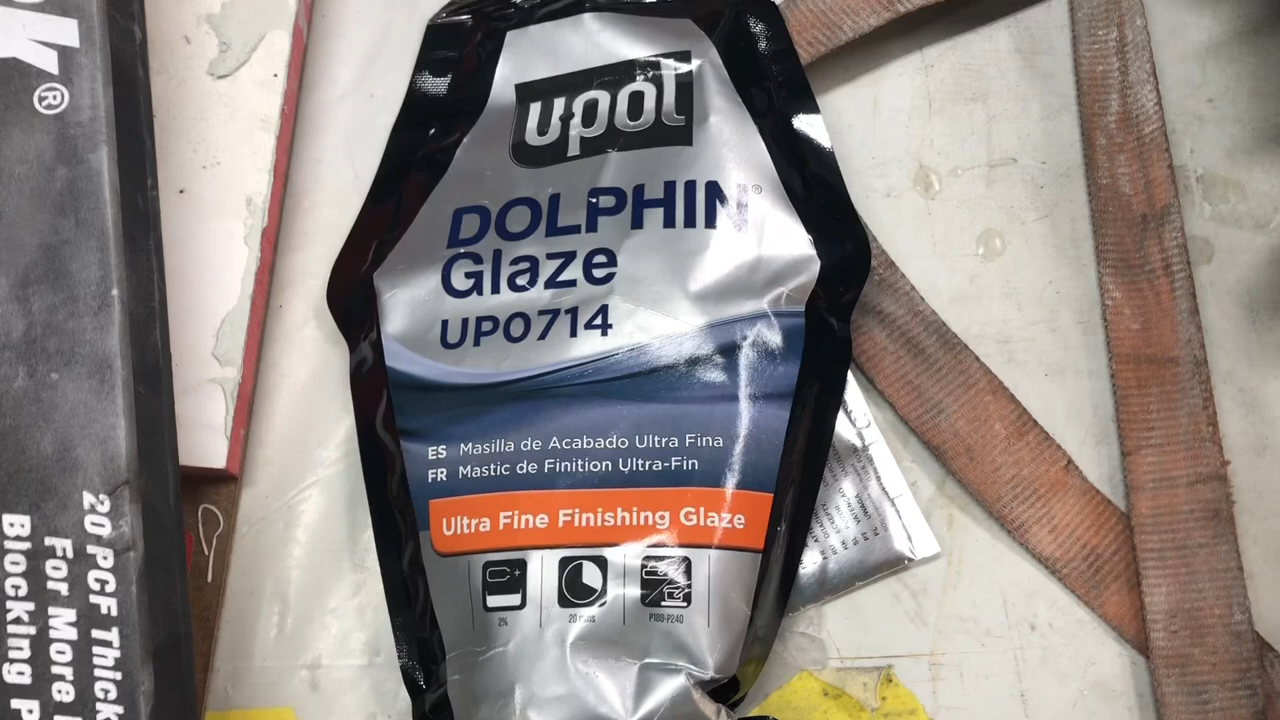 k®
20 PCF Thick
For More
Blocking P
upol
DOLPHIN®
Glaze
UP0714
ES Masilla de Acabado Ultra Fina
FR Mastic de Finition Ultra-Fin
Ultra Fine Finishing Glaze
2%
20 mins
P180-P240